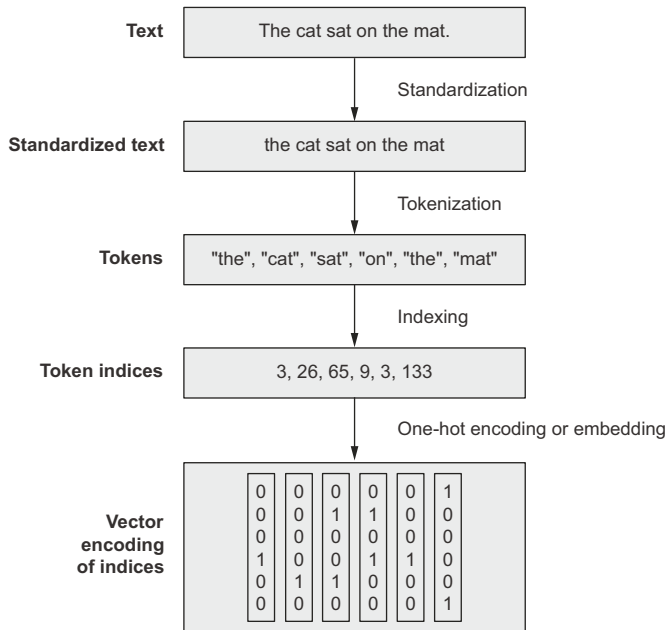 Text
The cat sat on the mat.
Standardization
Standardized text
the cat sat on the mat
Tokenization
Tokens
"the", "cat", "sat", "on", "the", "mat"
Indexing
Token indices
3, 26, 65, 9, 3, 133
One-hot encoding or embedding
Vector
encoding
of indices
0 0 0 0 0 1
0 0 1 1 0 0
0 0 0 0 0 0
1 0 0 1 1 0
0 1 1 0 0 0
0 0 0 0 0 1